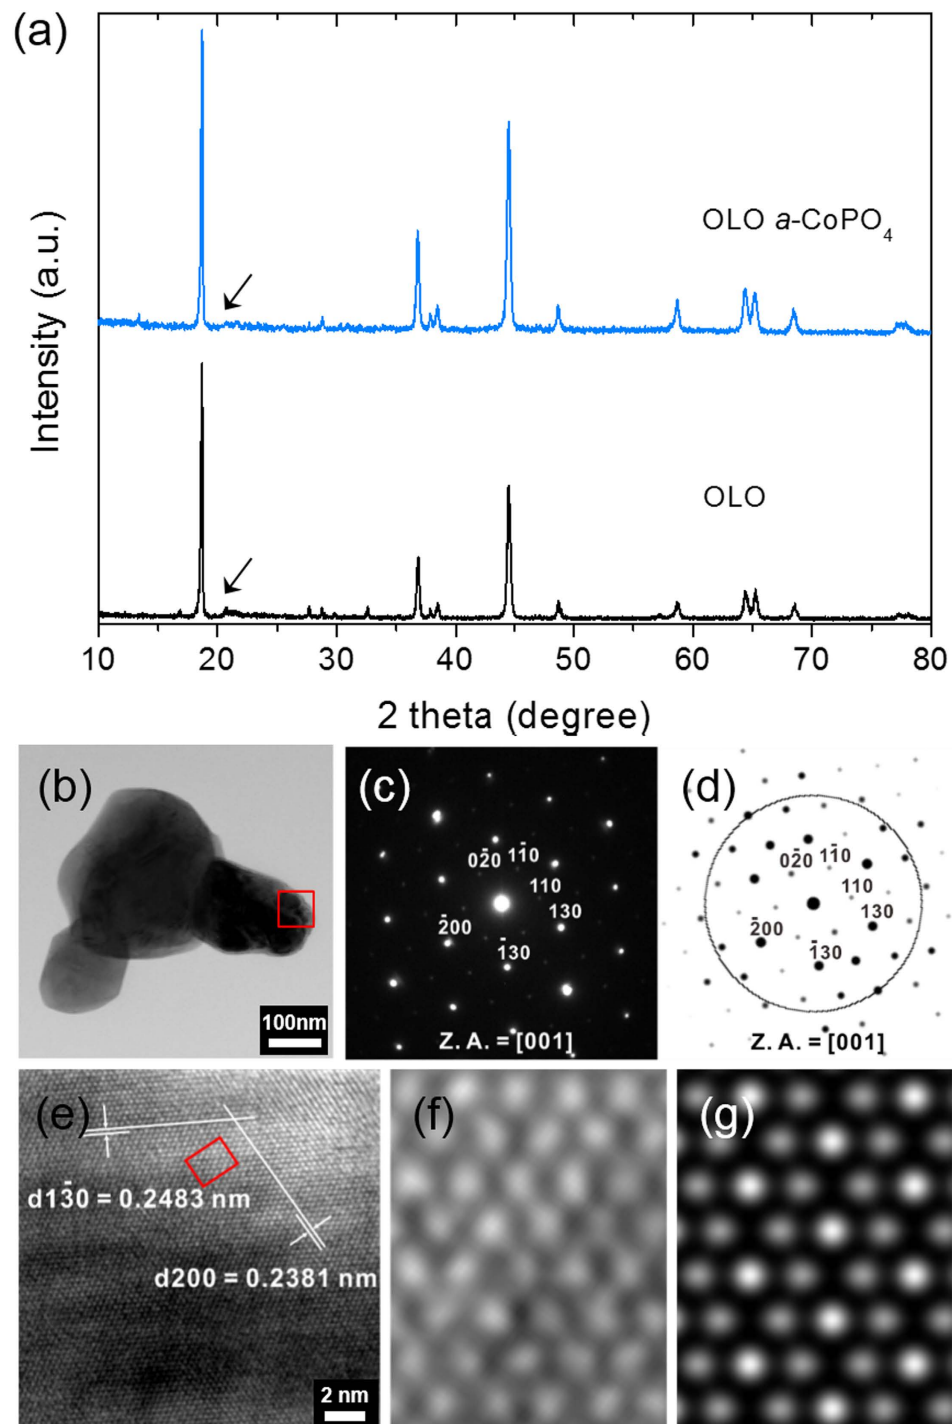 (a)
Intensity (a.u.)
OLO a-CoPO₄
OLO
10 20 30 40 50 60 70 80
2 theta (degree)
(b)
100nm
(c)
02̄0 11̄0
110
2̄00
130
1̄30
Z. A. = [001]
(d)
02̄0 11̄0
110
2̄00
130
1̄30
Z. A. = [001]
(e)
d13̄0 = 0.2483 nm
d200 = 0.2381 nm
2 nm
(f)
(g)